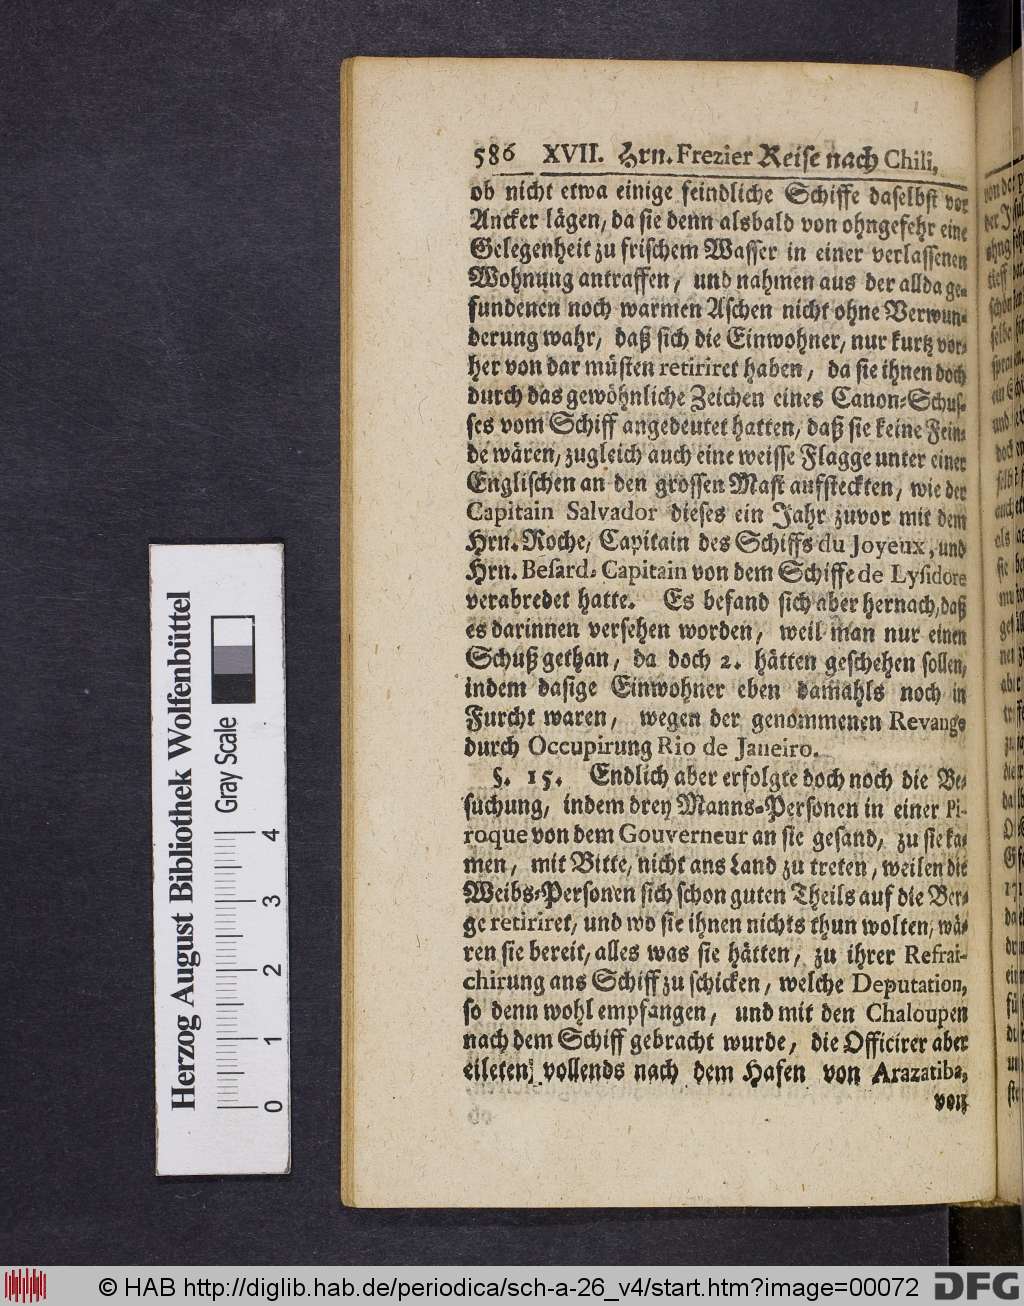 586 XVII. Hrn. Frezier Reise nach Chili,
ob nicht etwa einige feindliche Schiffe daselbst vor
Ancker lägen, da sie denn alsbald von ohngefehr eine
Gelegenheit zu frischem Wasser in einer verlassenen
Wohnung antraffen, und nahmen aus der allda ge-
fundenen noch warmen Aschen nicht ohne Verwun-
derung wahr, daß sich die Einwohner, nur kurtz vor-
her von dar müsten retiriret haben, da sie ihnen doch
durch das gewöhnliche Zeichen eines Canon-Schus-
ses vom Schiff angedeutet hatten, daß sie keine Fein-
de wären, zugleich auch eine weisse Flagge unter einer
Englischen an den grossen Mast aufsteckten, wie der
Capitain Salvador dieses ein Jahr zuvor mit dem
Hrn. Roche, Capitain des Schiffs du Joyeux, und
Hrn. Besard- Capitain von dem Schiffe de Lysidore
verabredet hatte. Es befand sich aber hernach, daß
es darinnen versehen worden, weil man nur einen
Schuß gethan, da doch 2. hätten geschehen sollen,
indem dasige Einwohner eben damahls noch in
Furcht waren, wegen der genommenen Revange
durch Occupirung Rio de Janeiro.
§. 15. Endlich aber erfolgte doch noch die Be-
suchung, indem drey Manns-Personen in einer Pi-
roque von dem Gouverneur an sie gesand, zu sie ka-
men, mit Bitte, nicht ans Land zu treten, weilen die
Weibs-Personen sich schon guten Theils auf die Ber-
ge retiriret, und wo sie ihnen nichts thun wolten, wä-
ren sie bereit, alles was sie hätten, zu ihrer Refrai-
chirung ans Schiff zu schicken, welche Deputation,
so denn wohl empfangen, und mit den Chaloupen
nach dem Schiff gebracht wurde, die Officirer aber
eileten, vollends nach dem Hafen von Arazatiba,
von
Herzog August Bibliothek Wolfenbüttel
Gray Scale
0 1 2 3 4
© HAB http://diglib.hab.de/periodica/sch-a-26_v4/start.htm?image=00072
DFG